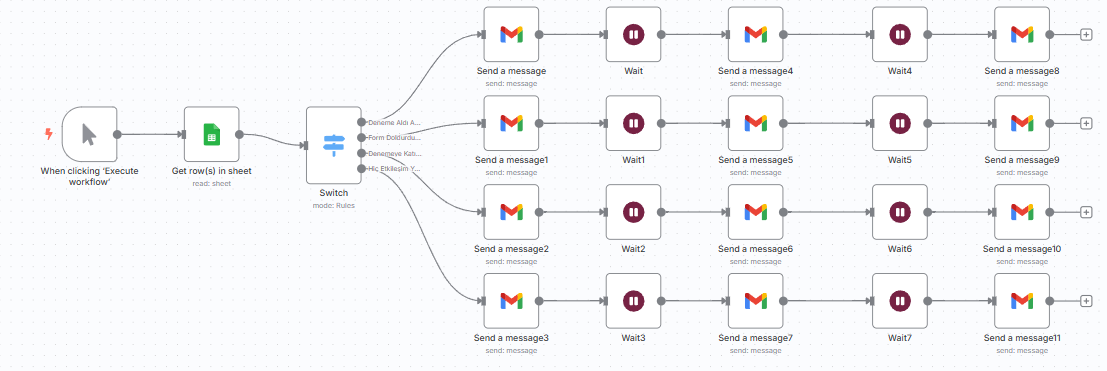 Send a message
send: message
Wait
Send a message4
send: message
Wait4
Send a message8
send: message
When clicking ‘Execute
workflow’
Get row(s) in sheet
read: sheet
Switch
mode: Rules
Deneme Aldı A...
Form Doldurdu...
Denemeye Katı...
Hiç Etkileşim Y...
Send a message1
send: message
Wait1
Send a message5
send: message
Wait5
Send a message9
send: message
Send a message2
send: message
Wait2
Send a message6
send: message
Wait6
Send a message10
send: message
Send a message3
send: message
Wait3
Send a message7
send: message
Wait7
Send a message11
send: message